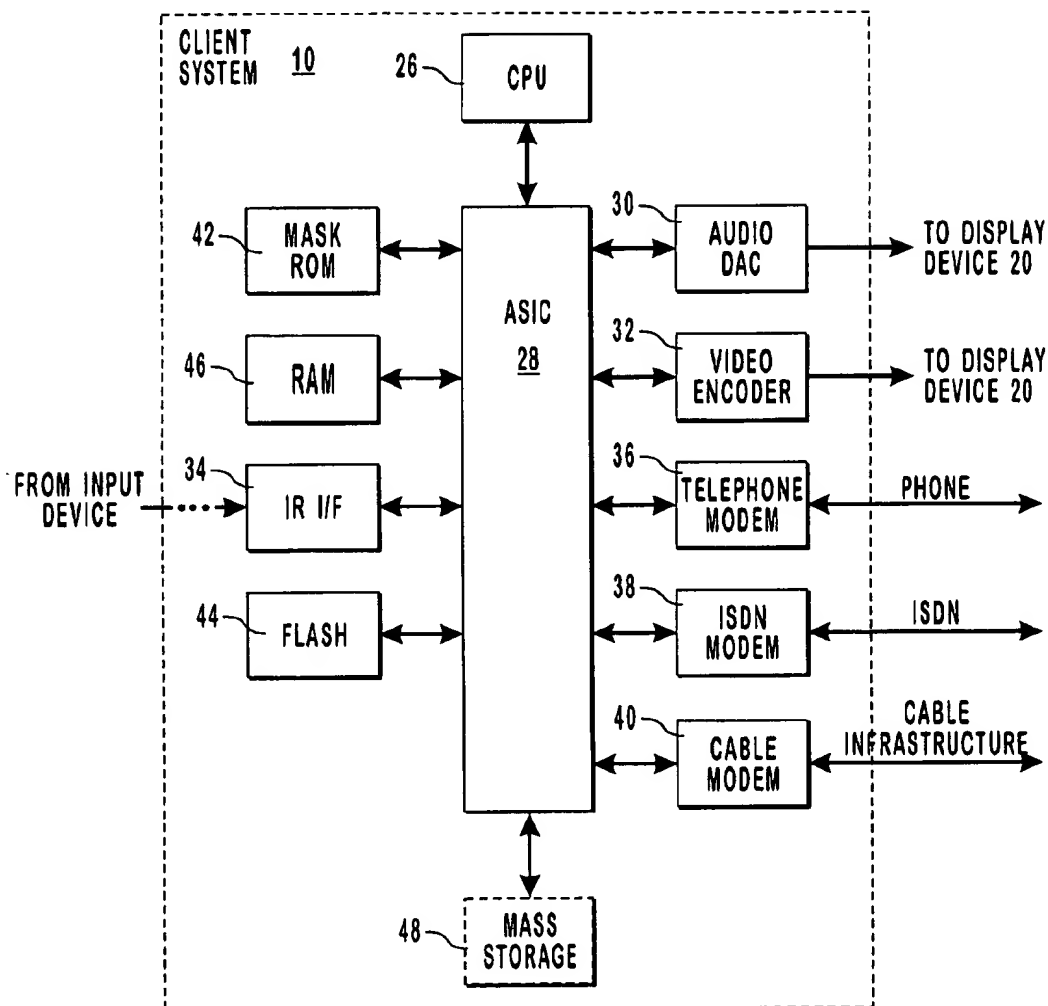 CLIENT
SYSTEM 10
26
CPU
42
MASK
ROM
46
RAM
FROM INPUT
DEVICE
34
IR I/F
44
FLASH
ASIC
28
30
AUDIO
DAC
TO DISPLAY
DEVICE 20
32
VIDEO
ENCODER
TO DISPLAY
DEVICE 20
36
TELEPHONE
MODEM
PHONE
38
ISDN
MODEM
ISDN
40
CABLE
MODEM
CABLE
INFRASTRUCTURE
48
MASS
STORAGE